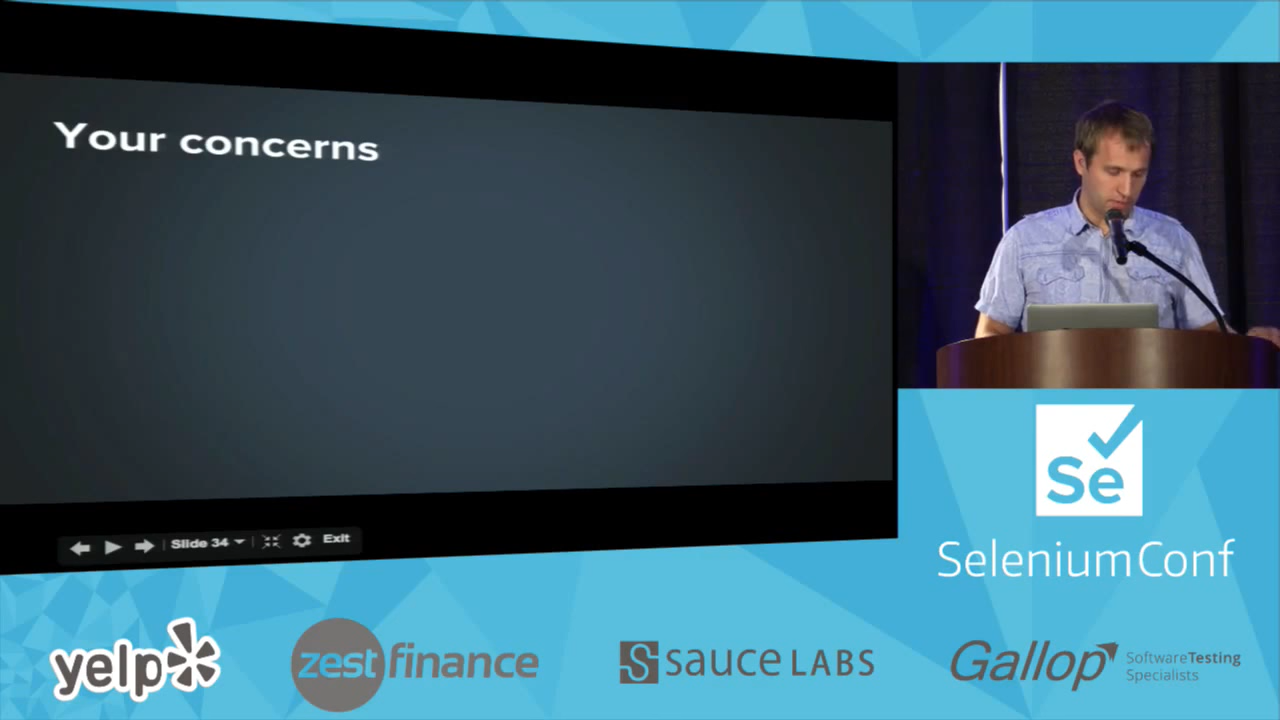 Your concerns
Slide 34
Exit
Se
SeleniumConf
yelp
zestfinance
SAUCE LABS
Gallop
SoftwareTesting
Specialists